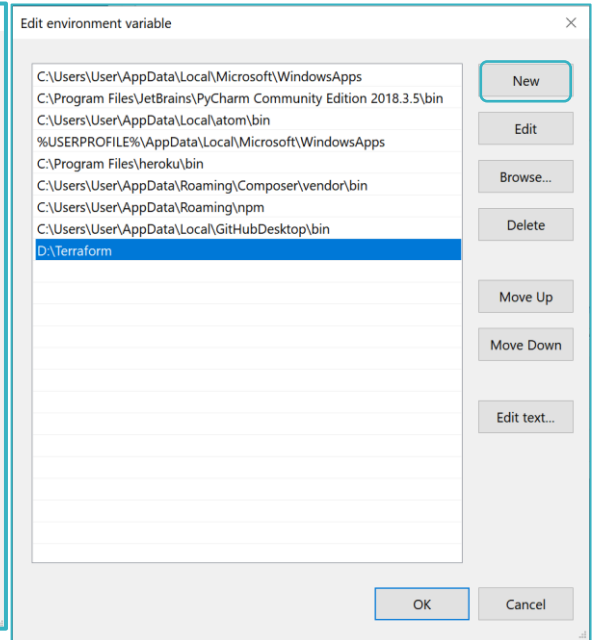 Edit environment variable
C:\Users\User\AppData\Local\Microsoft\WindowsApps
C:\Program Files\JetBrains\PyCharm Community Edition 2018.3.5\bin
C:\Users\User\AppData\Local\atom\bin
%USERPROFILE%\AppData\Local\Microsoft\WindowsApps
C:\Program Files\heroku\bin
C:\Users\User\AppData\Roaming\Composer\vendor\bin
C:\Users\User\AppData\Roaming\npm
C:\Users\User\AppData\Local\GitHubDesktop\bin
D:\Terraform
New
Edit
Browse...
Delete
Move Up
Move Down
Edit text...
OK
Cancel